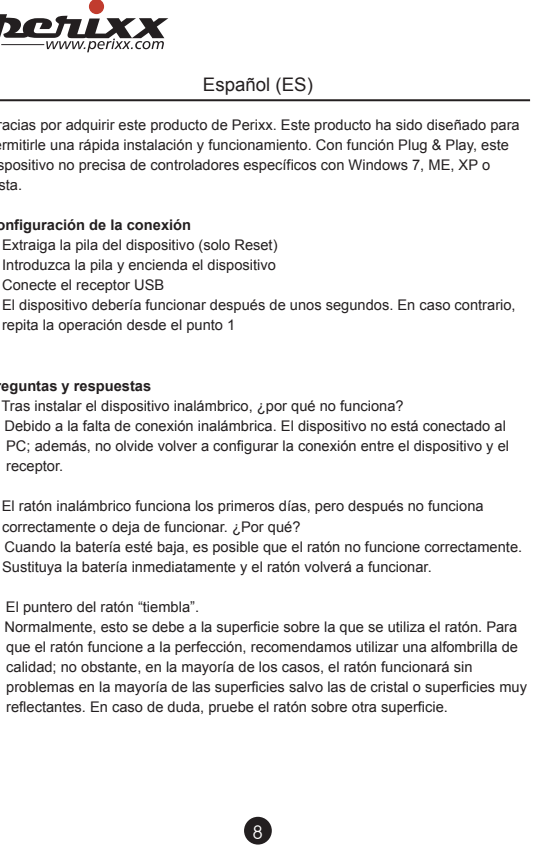 perixx
www.perixx.com
Español (ES)
racias por adquirir este producto de Perixx. Este producto ha sido diseñado para
ermitirle una rápida instalación y funcionamiento. Con función Plug & Play, este
spositivo no precisa de controladores específicos con Windows 7, ME, XP o
sta.
onfiguración de la conexión
Extraiga la pila del dispositivo (solo Reset)
Introduzca la pila y encienda el dispositivo
Conecte el receptor USB
El dispositivo debería funcionar después de unos segundos. En caso contrario,
repita la operación desde el punto 1
reguntas y respuestas
Tras instalar el dispositivo inalámbrico, ¿por qué no funciona?
Debido a la falta de conexión inalámbrica. El dispositivo no está conectado al
PC; además, no olvide volver a configurar la conexión entre el dispositivo y el
receptor.
El ratón inalámbrico funciona los primeros días, pero después no funciona
correctamente o deja de funcionar. ¿Por qué?
Cuando la batería esté baja, es posible que el ratón no funcione correctamente.
Sustituya la batería inmediatamente y el ratón volverá a funcionar.
El puntero del ratón “tiembla”.
Normalmente, esto se debe a la superficie sobre la que se utiliza el ratón. Para
que el ratón funcione a la perfección, recomendamos utilizar una alfombrilla de
calidad; no obstante, en la mayoría de los casos, el ratón funcionará sin
problemas en la mayoría de las superficies salvo las de cristal o superficies muy
reflectantes. En caso de duda, pruebe el ratón sobre otra superficie.
8